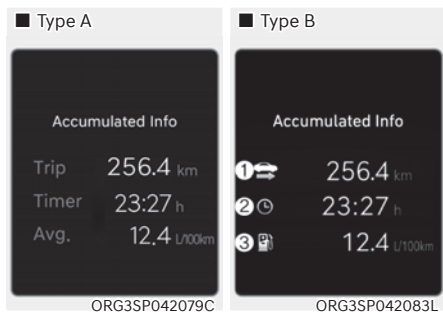 ■ Type A
Accumulated Info
Trip 256.4 km
Timer 23:27 h
Avg. 12.4 L/100km
ORG3SP042079C
■ Type B
Accumulated Info
① 256.4 km
② 23:27 h
③ 12.4 L/100km
ORG3SP042083L